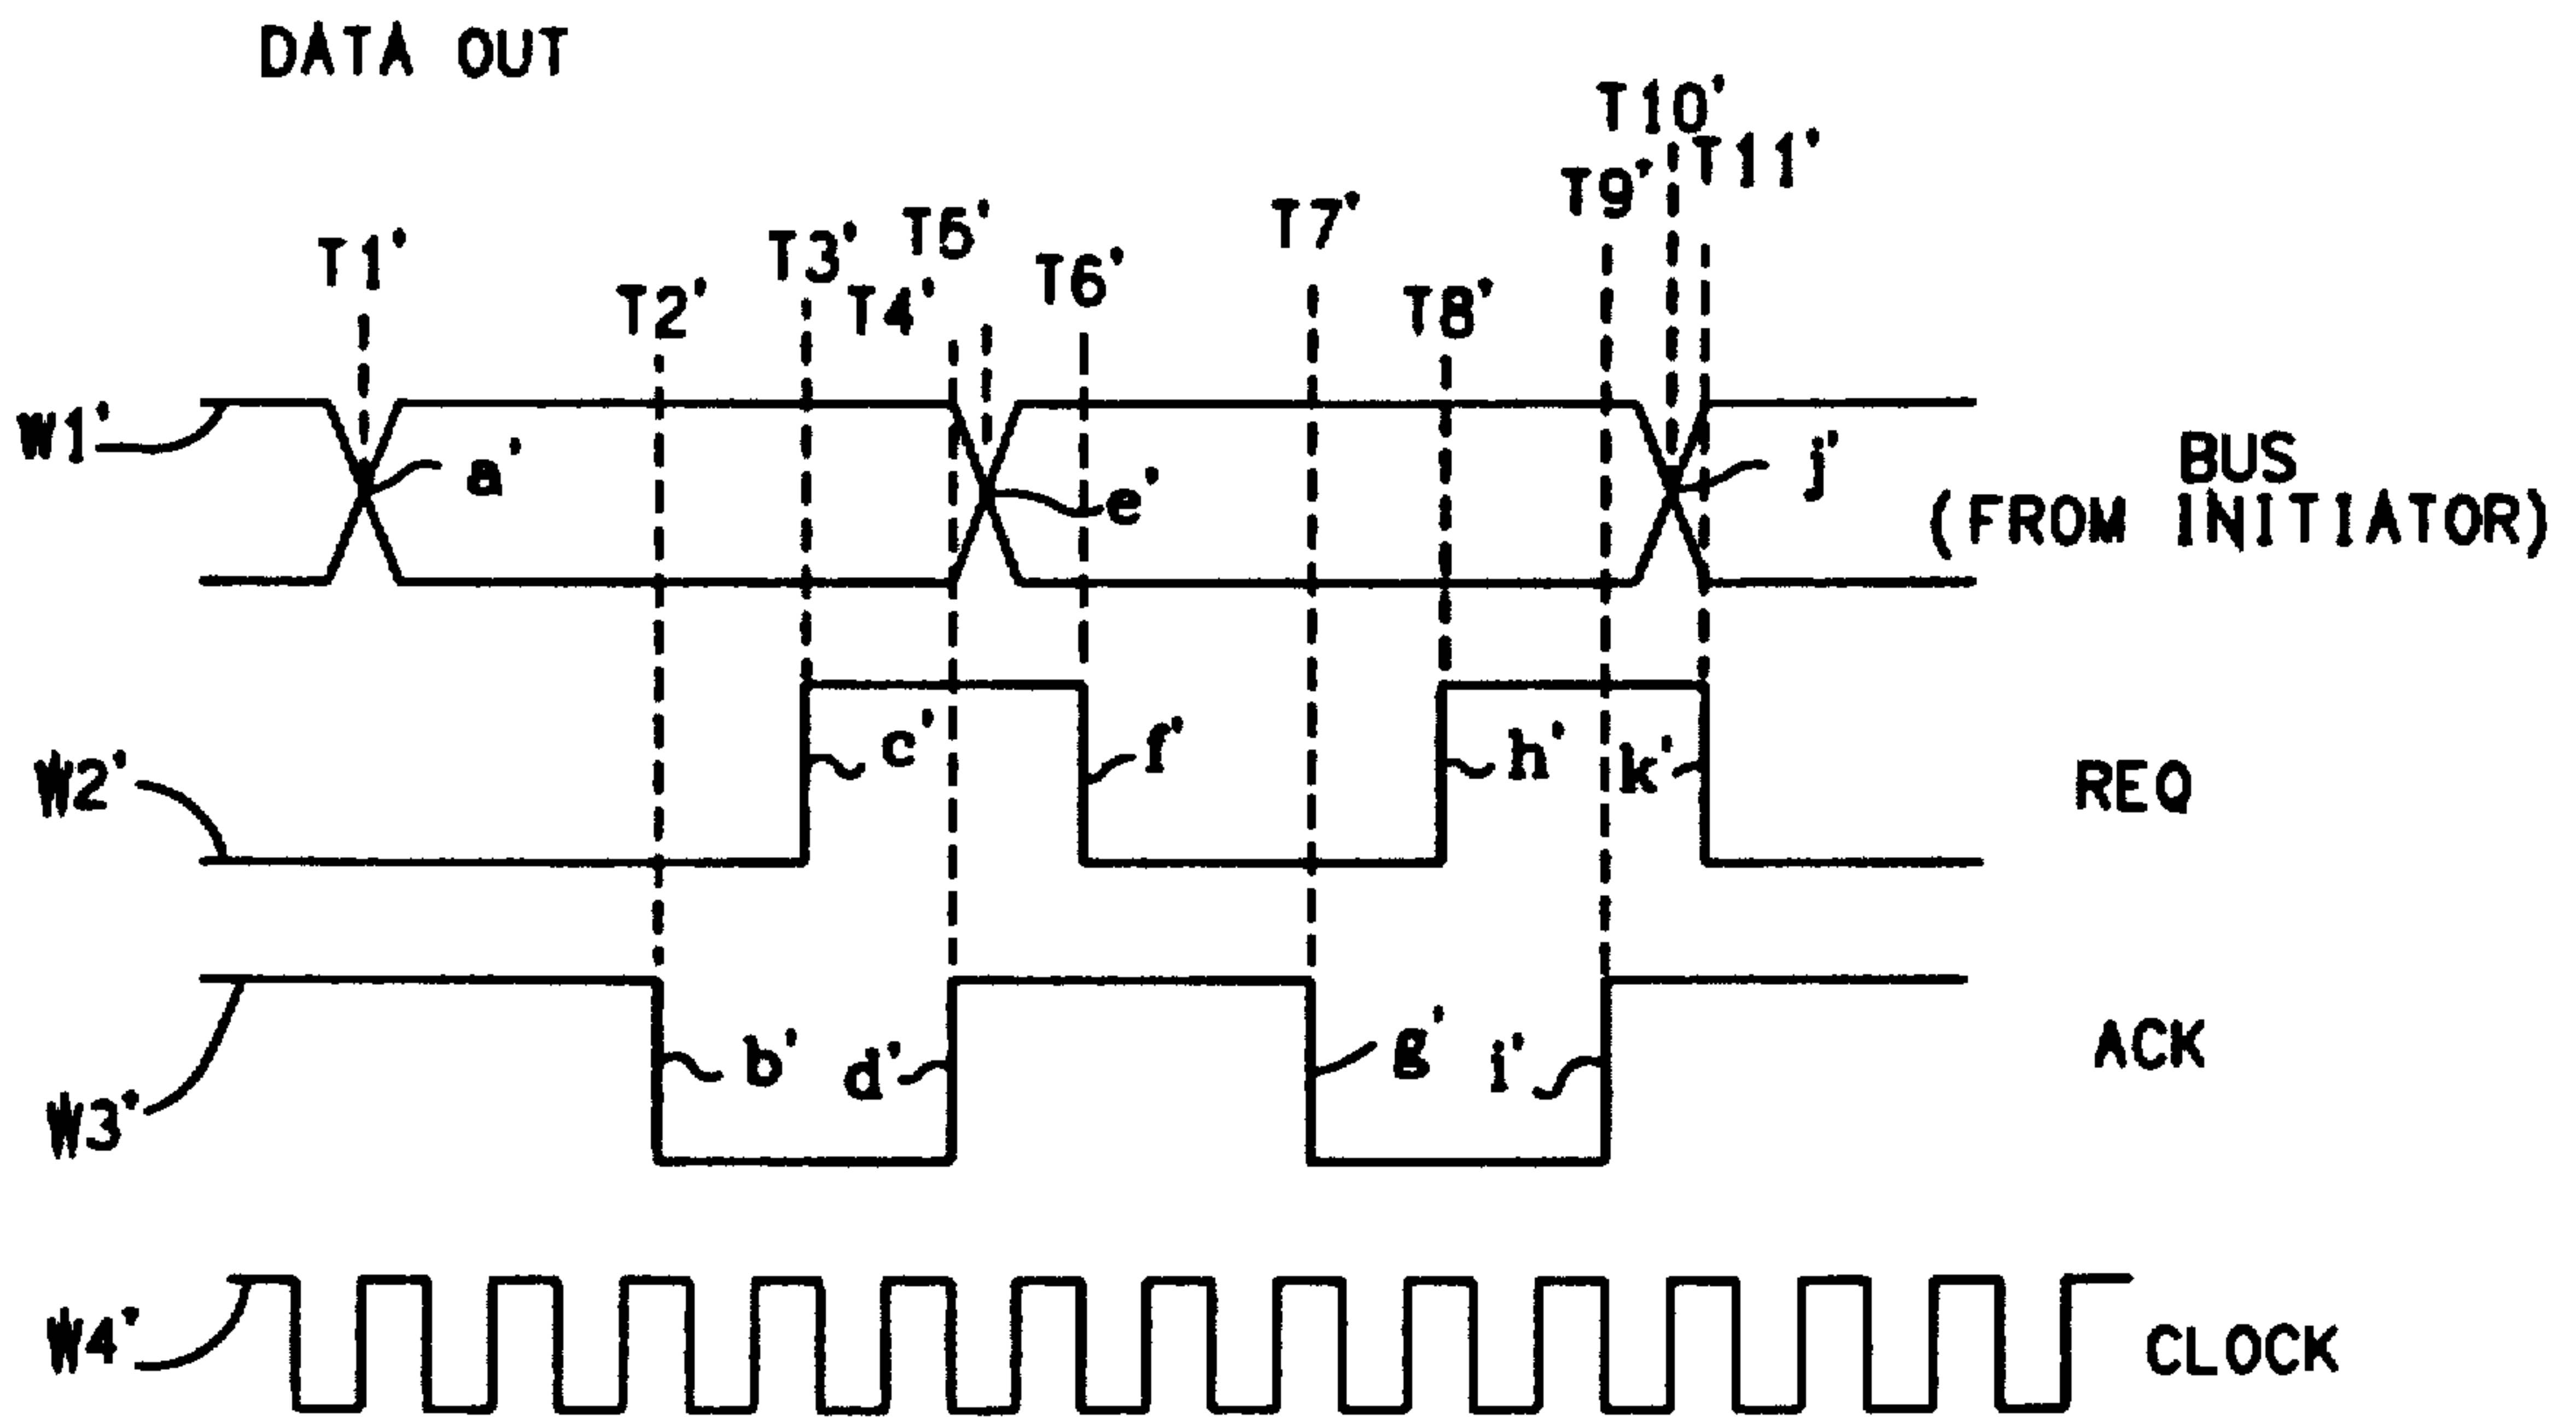 DATA OUT
T10'
T11'
T9'
T7'
T5'
T3'
T1'
T6'
T2'
T4'
T8'
W1'
a'
e'
j'
BUS
(FROM INITIATOR)
W2'
c'
f'
h'
k'
REQ
W3'
b'
d'
g'
i'
ACK
W4'
CLOCK